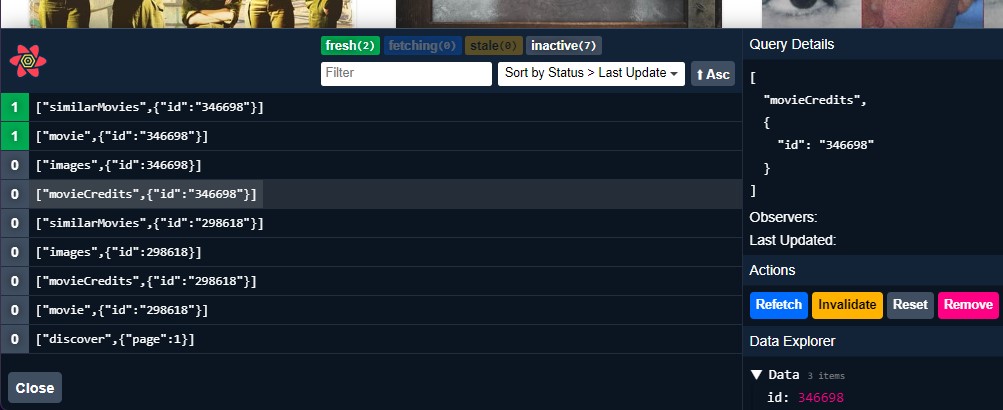 fresh(2) fetching(0) stale(0) inactive(7)
Filter Sort by Status > Last Update Asc
1 ["similarMovies",{"id":"346698"}]
1 ["movie",{"id":"346698"}]
0 ["images",{"id":346698}]
0 ["movieCredits",{"id":"346698"}]
0 ["similarMovies",{"id":"298618"}]
0 ["images",{"id":298618}]
0 ["movieCredits",{"id":"298618"}]
0 ["movie",{"id":"298618"}]
0 ["discover",{"page":1}]
Close
Query Details
[
"movieCredits",
{
"id": "346698"
}
]
Observers:
Last Updated:
Actions
Refetch Invalidate Reset Remove
Data Explorer
Data 3 items
id: 346698